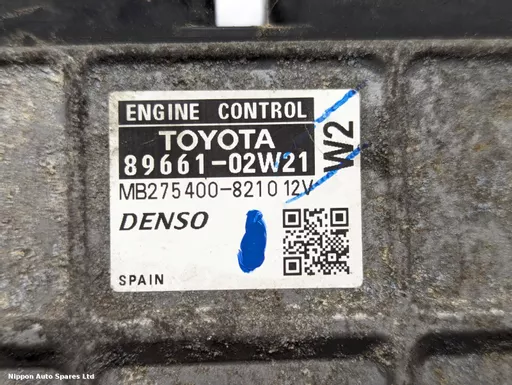 ENGINE CONTROL
TOYOTA
89661-02W21
W2
MB275400-8210 12V
DENSO
SPAIN
Nippon Auto Spares Ltd